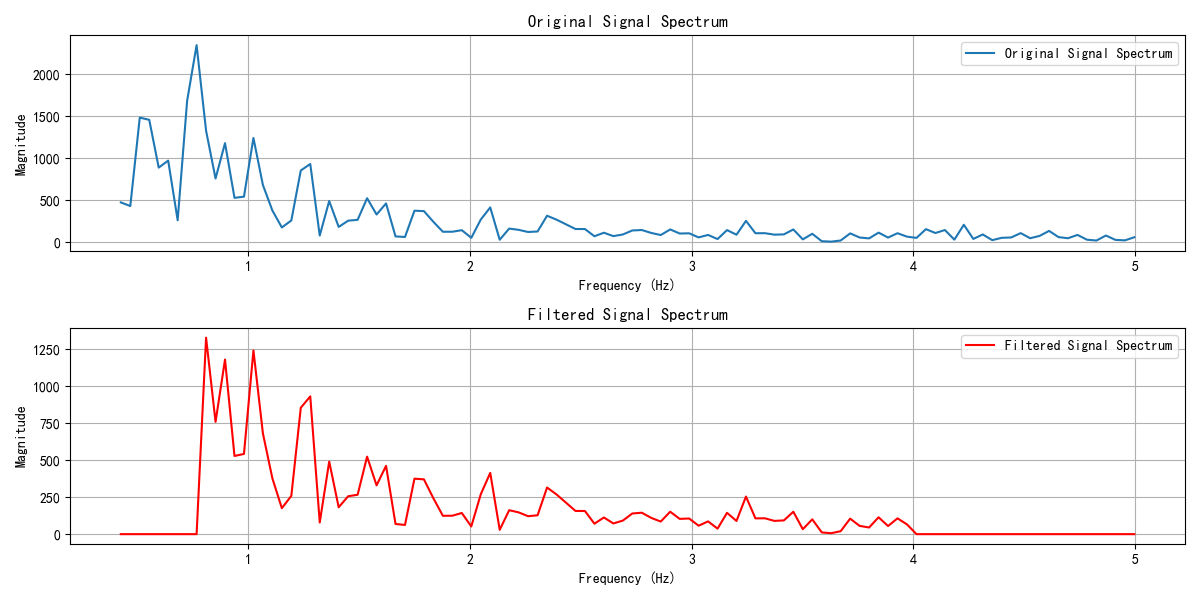 Original Signal Spectrum
Original Signal Spectrum
Magnitude
2000
1500
1000
500
0
1 2 3 4 5
Frequency (Hz)
Filtered Signal Spectrum
Filtered Signal Spectrum
Magnitude
1250
1000
750
500
250
0
1 2 3 4 5
Frequency (Hz)